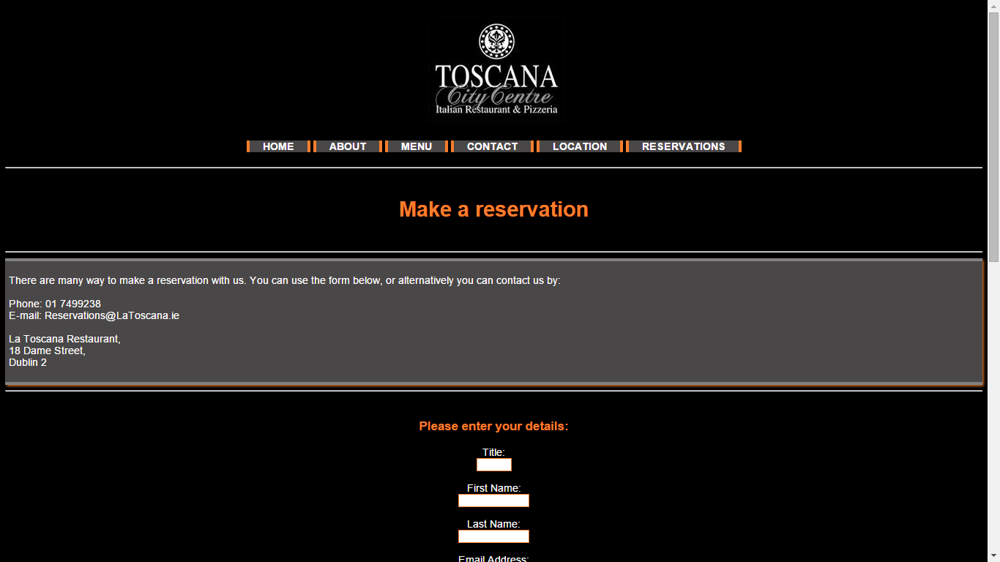 TOSCANA
City Centre
Italian Restaurant & Pizzeria
HOME ABOUT MENU CONTACT LOCATION RESERVATIONS
Make a reservation
There are many way to make a reservation with us. You can use the form below, or alternatively you can contact us by:
Phone: 01 7499238
E-mail: Reservations@LaToscana.ie
La Toscana Restaurant,
18 Dame Street,
Dublin 2
Please enter your details:
Title:
First Name:
Last Name:
Email Address: